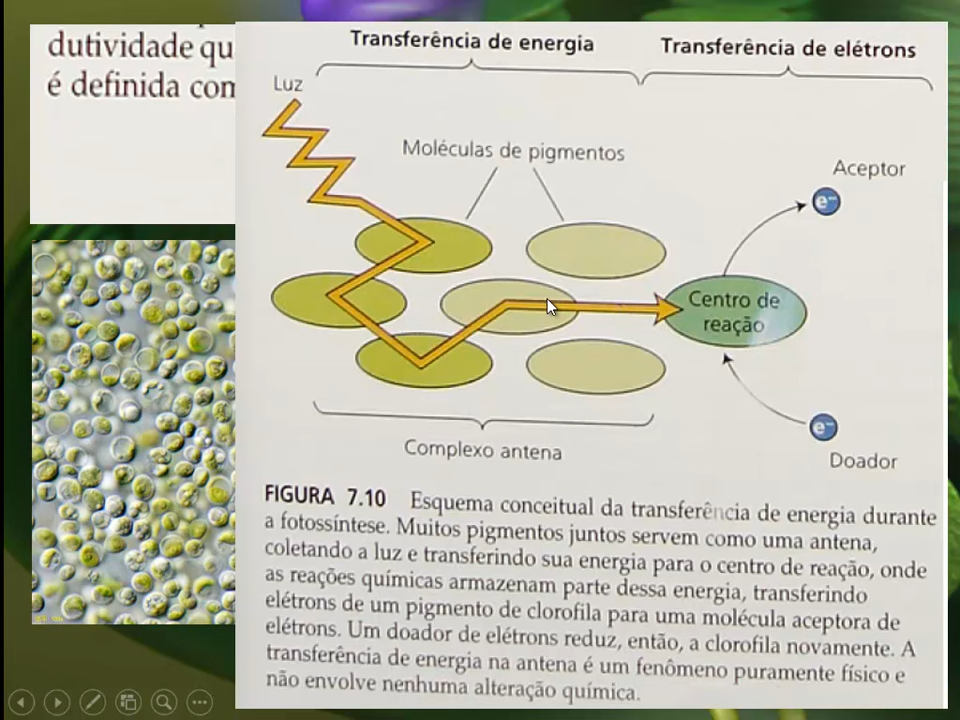 dutividade qu
é definida com
Transferência de energia
Transferência de elétrons
Luz
Moléculas de pigmentos
Aceptor
e⁻
Centro de
reação
e⁻
Doador
Complexo antena
FIGURA 7.10 Esquema conceitual da transferência de energia durante
a fotossíntese. Muitos pigmentos juntos servem como uma antena,
coletando a luz e transferindo sua energia para o centro de reação, onde
as reações químicas armazenam parte dessa energia, transferindo
elétrons de um pigmento de clorofila para uma molécula aceptora de
elétrons. Um doador de elétrons reduz, então, a clorofila novamente. A
transferência de energia na antena é um fenômeno puramente físico e
não envolve nenhuma alteração química.